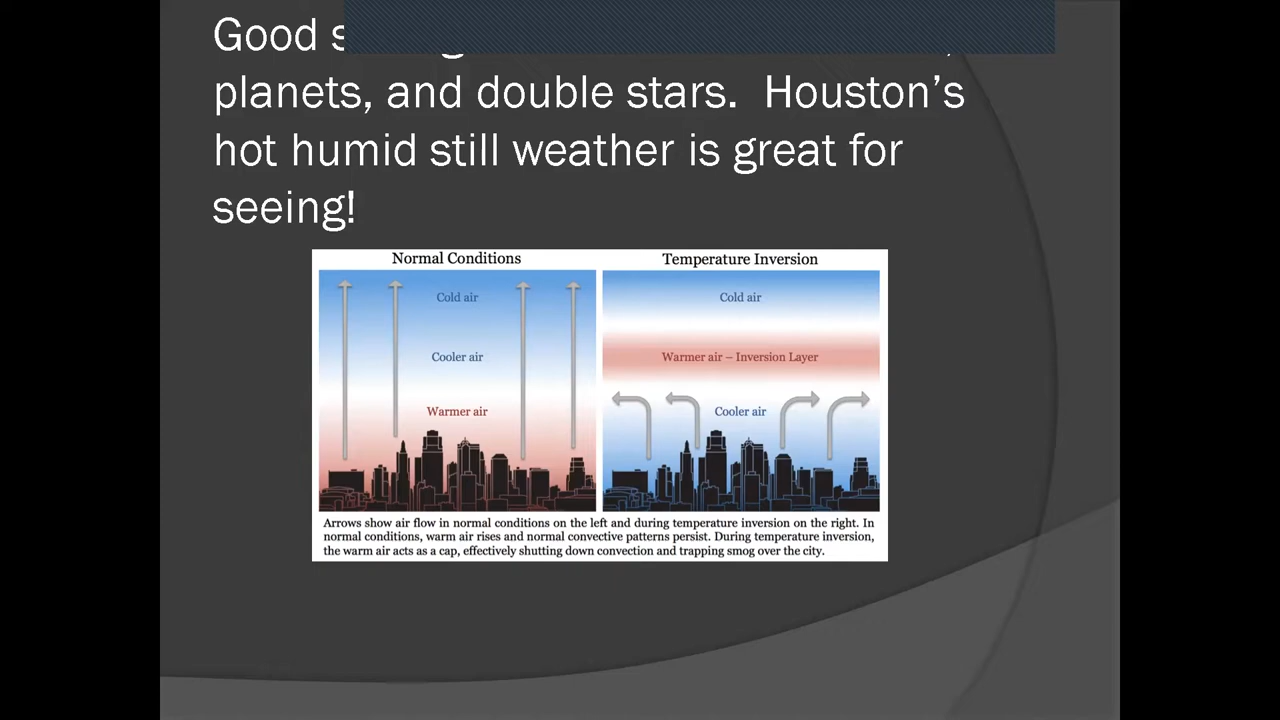 Good
planets, and double stars. Houston’s
hot humid still weather is great for
seeing!
Normal Conditions
Cold air
Cooler air
Warmer air
Temperature Inversion
Cold air
Warmer air – Inversion Layer
Cooler air
Arrows show air flow in normal conditions on the left and during temperature inversion on the right. In
normal conditions, warm air rises and normal convective patterns persist. During temperature inversion,
the warm air acts as a cap, effectively shutting down convection and trapping smog over the city.